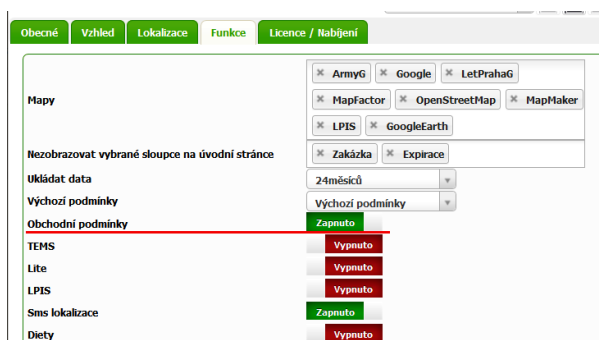 Obecné Vzhled Lokalizace Funkce Licence / Nabíjení
× ArmyG × Google × LetPrahaG
Mapy × MapFactor × OpenStreetMap × MapMaker
× LPIS × GoogleEarth
Nezobrazovat vybrané sloupce na úvodní stránce × Zakázka × Expirace
Ukládat data 24měsíců
Výchozí podmínky Výchozí podmínky
Obchodní podmínky Zapnuto
TEMS Vypnuto
Lite Vypnuto
LPIS Vypnuto
Sms lokalizace Zapnuto
Diety Vypnuto